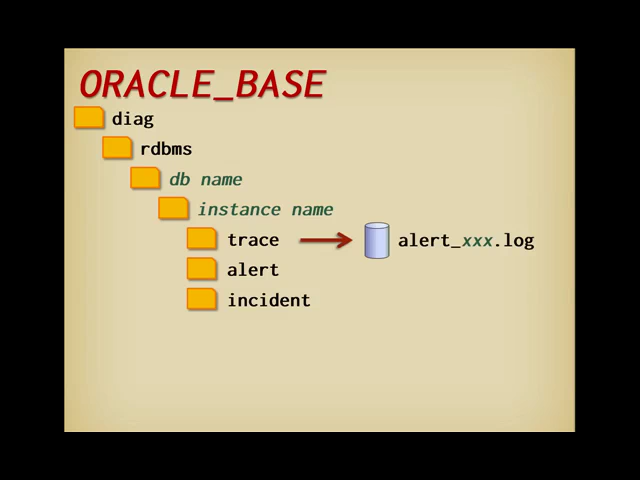 ORACLE_BASE
diag
rdbms
db name
instance name
trace
alert_xxx.log
alert
incident